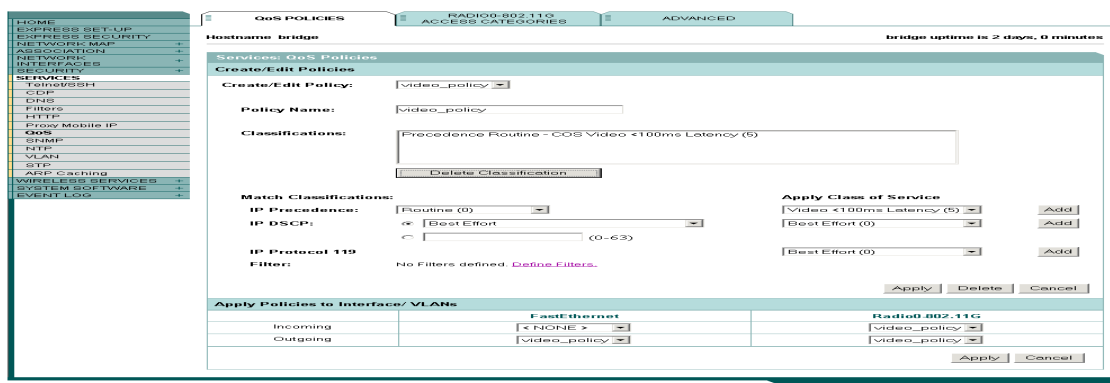 QoS POLICIES
RADIO0-802.11G
ACCESS CATEGORIES
ADVANCED
HOME
EXPRESS SET-UP
EXPRESS SECURITY
NETWORK MAP +
ASSOCIATION +
NETWORK
INTERFACES +
SECURITY +
SERVICES
Telnet/SSH
CDP
DNS
Filters
HTTP
Proxy Mobile IP
QoS
SNMP
NTP
VLAN
STP
ARP Caching
WIRELESS SERVICES +
SYSTEM SOFTWARE +
EVENT LOG +
Hostname bridge
bridge uptime is 2 days, 0 minutes
Services: QoS Policies
Create/Edit Policies
Create/Edit Policy: video_policy
Policy Name: video_policy
Classifications: Precedence Routine - COS Video <100ms Latency (5)
Delete Classification
Match Classifications: Apply Class of Service
IP Precedence: Routine (0) Video <100ms Latency (5) Add
IP DSCP: Best Effort Best Effort (0) Add
(0-63)
IP Protocol 119 Best Effort (0) Add
Filter: No Filters defined. Define Filters.
Apply Delete Cancel
Apply Policies to Interface/ VLANs
FastEthernet Radio0-802.11G
Incoming < NONE > video_policy
Outgoing video_policy video_policy
Apply Cancel